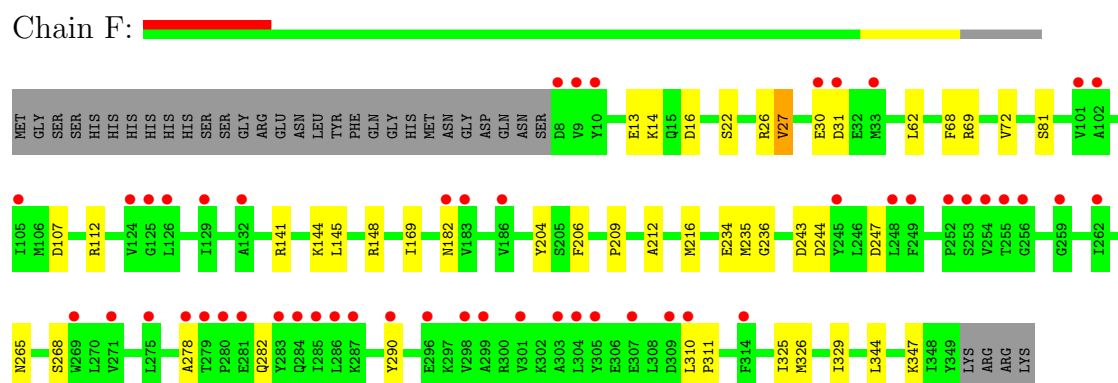 Chain F:
MET GLY SER SER HIS HIS HIS HIS HIS HIS SER SER GLY ARG GLU ASN LEU TYR PHE GLN GLY HIS MET ASN GLY ASP GLN ASN SER D8 V9 Y10 E13 K14 Q15 D16 S22 R26 V27 E30 D31 E32 M33 L62 F68 R69 V72 S81 V101 A102
I105 M106 D107 R112 V124 G125 L126 I129 A132 R141 K144 L145 R148 I169 N182 V183 V186 Y204 S205 F206 P209 A212 M216 E234 M235 G236 D243 D244 Y245 L246 D247 L248 F249 P252 S253 V254 T255 G256 G259 I262
N265 S268 W269 L270 V271 L275 A278 T279 P280 E281 Q282 Y283 Q284 I285 L286 K287 Y290 E296 K297 V298 A299 R300 V301 K302 A303 L304 Y305 E306 E307 L308 D309 L310 P311 F314 I325 M326 I329 L344 K347 I348 Y349 LYS ARG ARG LYS